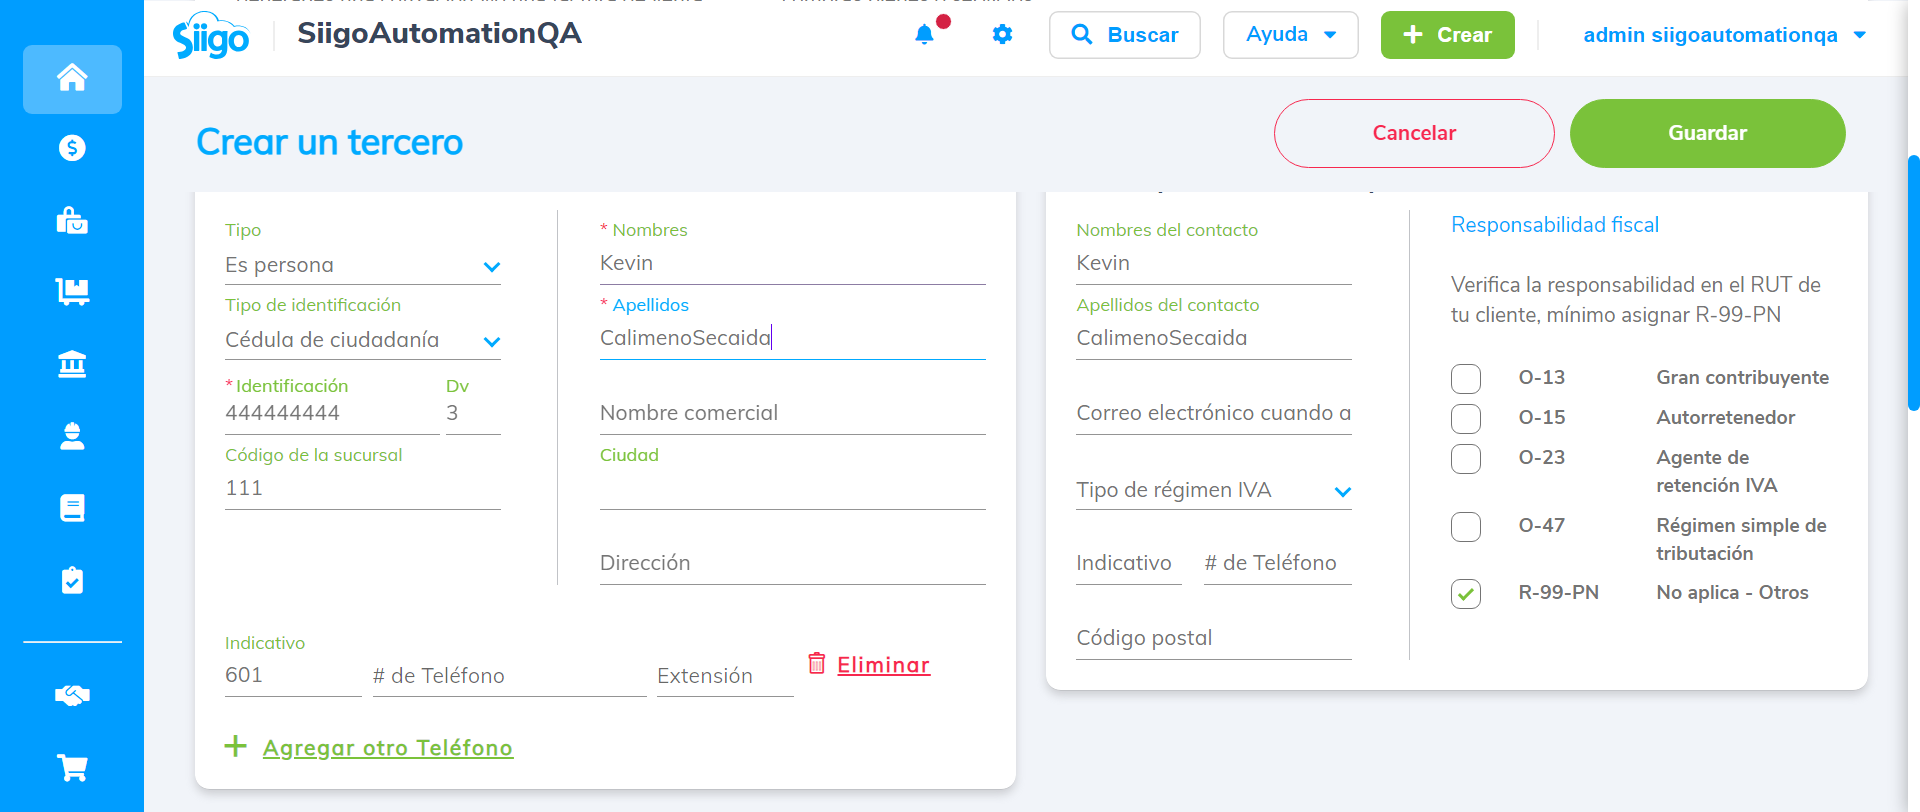 Siigo
SiigoAutomationQA
Buscar
Ayuda
Crear
admin siigoautomationqa
Crear un tercero
Cancelar
Guardar
Tipo
Es persona
Tipo de identificación
Cédula de ciudadanía
* Identificación
Dv
444444444
3
Código de la sucursal
111
* Nombres
Kevin
* Apellidos
CalimenoSecaida
Nombre comercial
Ciudad
Dirección
Indicativo
601
# de Teléfono
Extensión
Eliminar
Agregar otro Teléfono
Nombres del contacto
Kevin
Apellidos del contacto
CalimenoSecaida
Correo electrónico cuando a
Tipo de régimen IVA
Indicativo
# de Teléfono
Código postal
Responsabilidad fiscal
Verifica la responsabilidad en el RUT de
tu cliente, mínimo asignar R-99-PN
O-13 Gran contribuyente
O-15 Autorretenedor
O-23 Agente de
retención IVA
O-47 Régimen simple de
tributación
R-99-PN No aplica - Otros